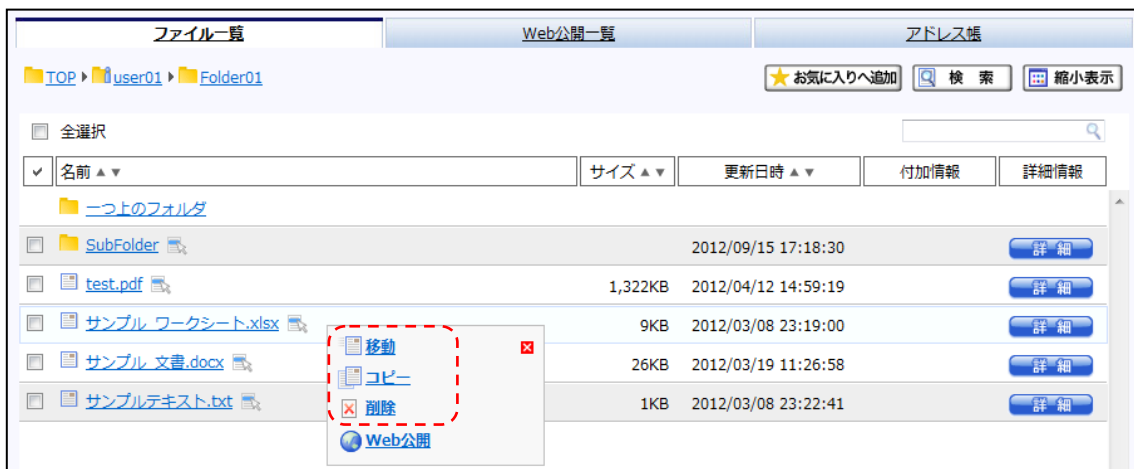 ファイル一覧 Web公開一覧 アドレス帳
TOP user01 Folder01 お気に入りへ追加 検 索 縮小表示
全選択
名前 ▲ ▼ サイズ ▲ ▼ 更新日時 ▲ ▼ 付加情報 詳細情報
一つ上のフォルダ
SubFolder 2012/09/15 17:18:30 詳 細
test.pdf 1,322KB 2012/04/12 14:59:19 詳 細
サンプル_ワークシート.xlsx 9KB 2012/03/08 23:19:00 詳 細
移動
サンプル_文書.docx 26KB 2012/03/19 11:26:58 詳 細
コピー
サンプルテキスト.txt 1KB 2012/03/08 23:22:41 詳 細
削除
Web公開